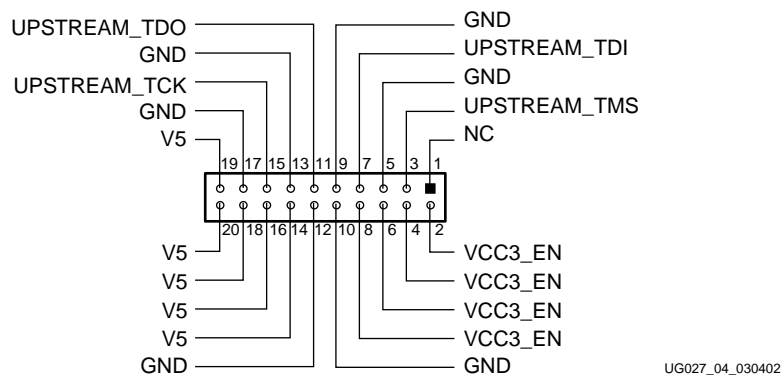 GND
UPSTREAM_TDO
UPSTREAM_TDI
GND
GND
UPSTREAM_TCK
UPSTREAM_TMS
GND
NC
V5
19 17 15 13 11 9 7 5 3 1
20 18 16 14 12 10 8 6 4 2
V5 VCC3_EN
V5 VCC3_EN
V5 VCC3_EN
V5 VCC3_EN
GND GND
UG027_04_030402